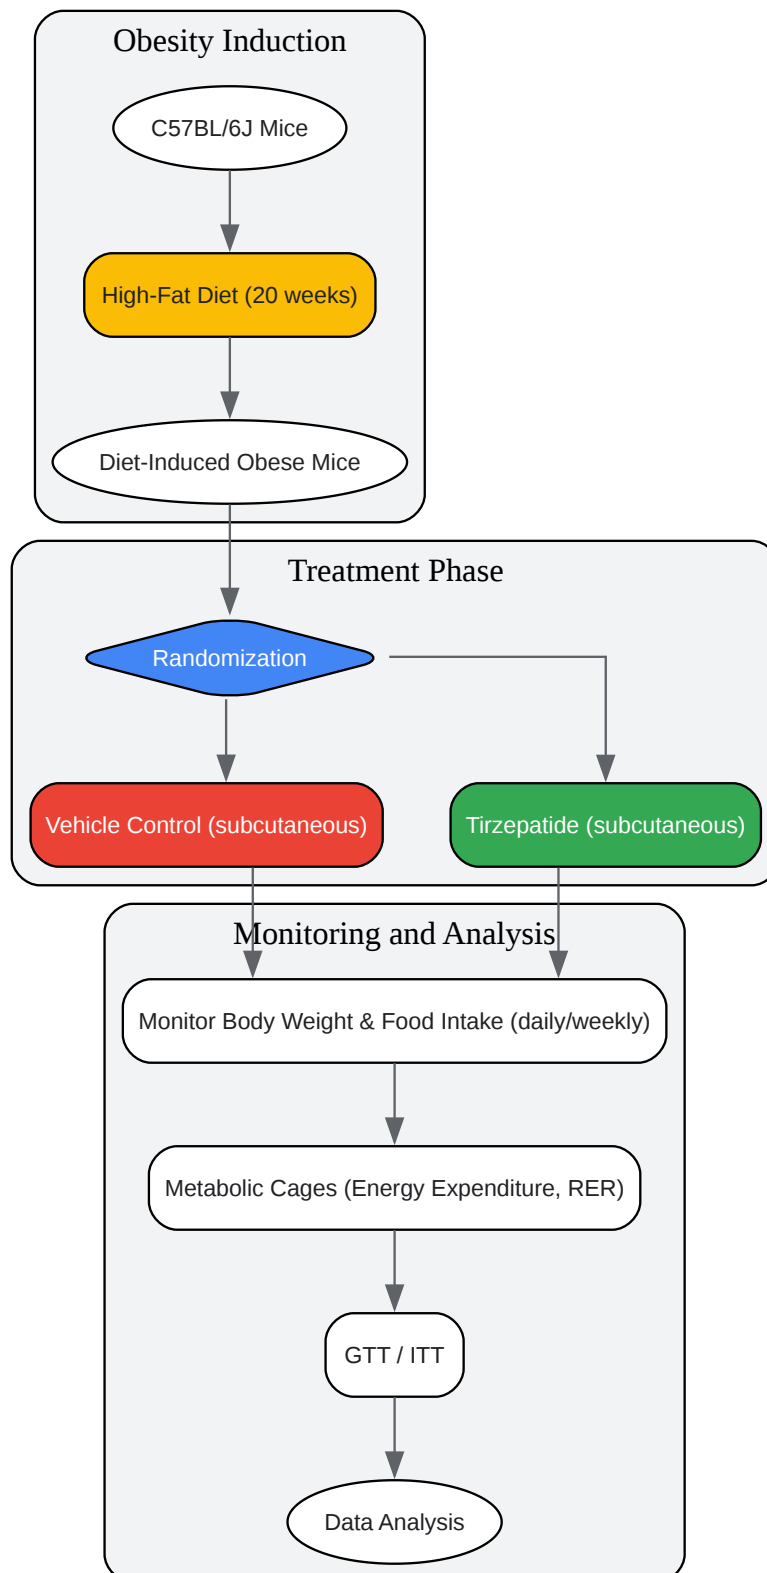 Obesity Induction
C57BL/6J Mice
High-Fat Diet (20 weeks)
Diet-Induced Obese Mice
Treatment Phase
Randomization
Vehicle Control (subcutaneous)
Tirzepatide (subcutaneous)
Monitoring and Analysis
Monitor Body Weight & Food Intake (daily/weekly)
Metabolic Cages (Energy Expenditure, RER)
GTT / ITT
Data Analysis